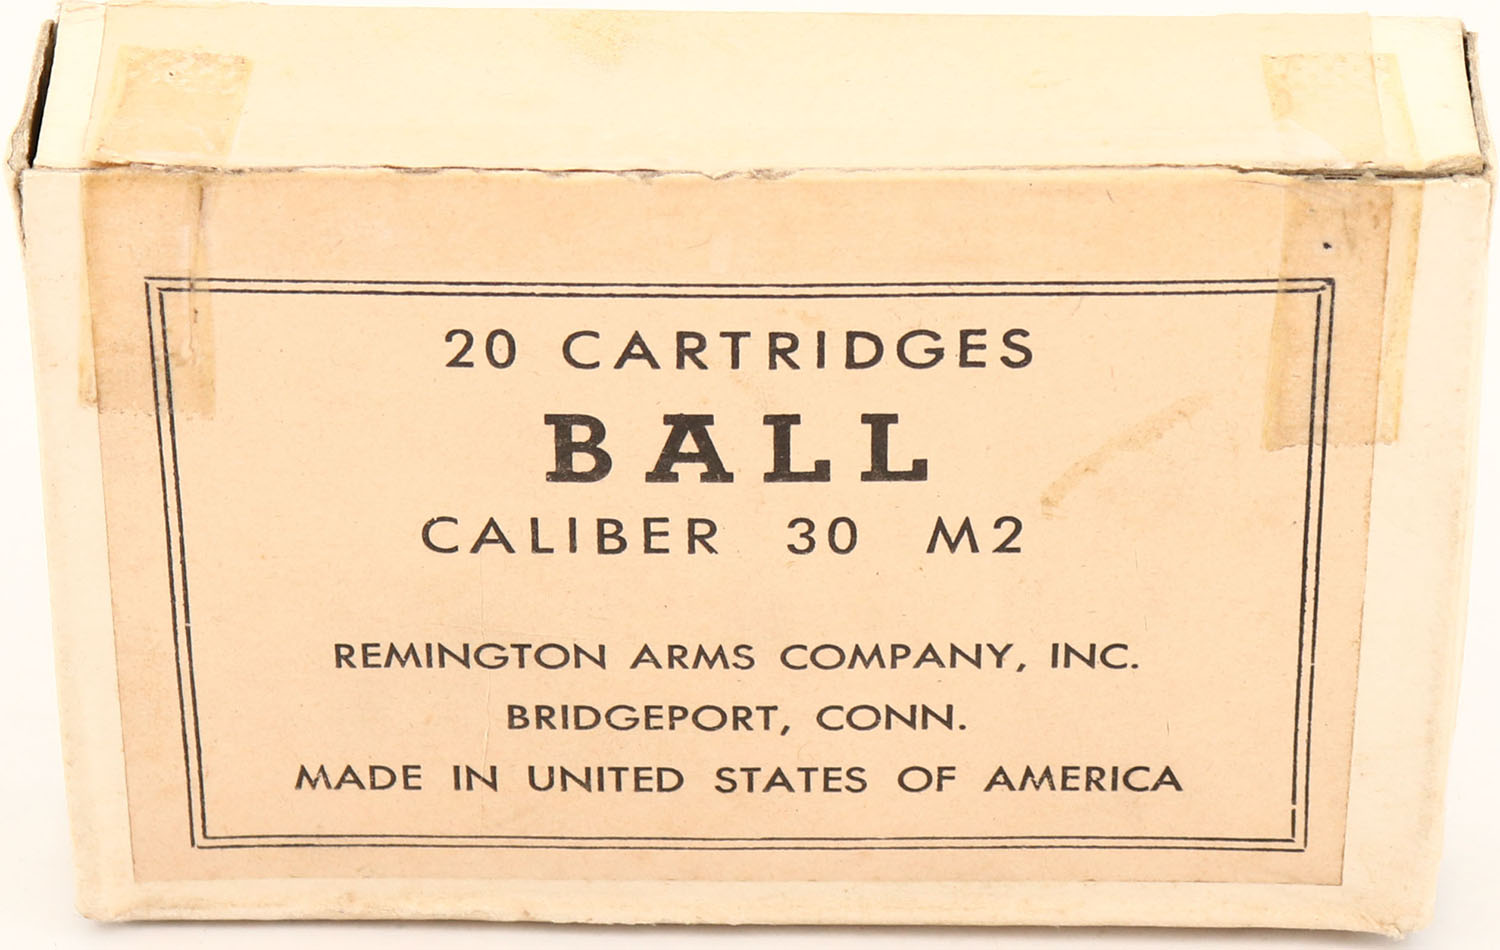 20 CARTRIDGES
BALL
CALIBER 30 M2
REMINGTON ARMS COMPANY, INC.
BRIDGEPORT, CONN.
MADE IN UNITED STATES OF AMERICA